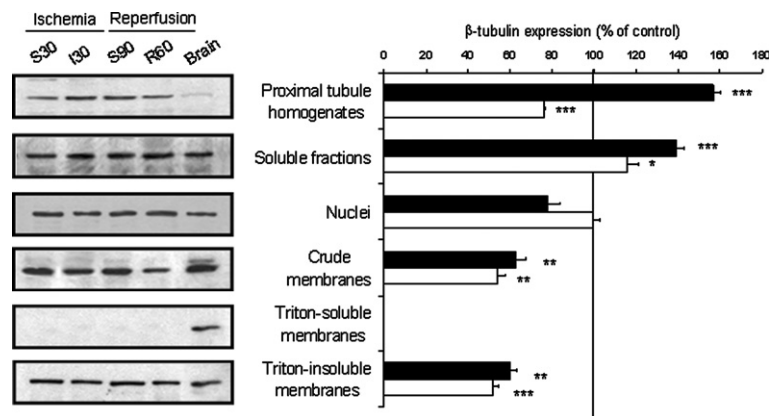 Ischemia Reperfusion
S30 I30 S90 R60 Brain
β-tubulin expression (% of control)
0 20 40 60 80 100 120 140 160 180
Proximal tubule
homogenates
***
***
Soluble fractions
***
*
Nuclei
Crude
membranes
**
**
Triton-soluble
membranes
Triton-insoluble
membranes
**
***